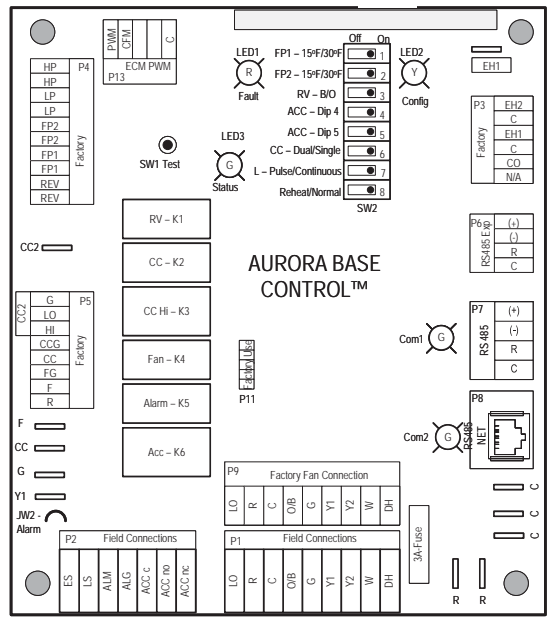 PWM
CFM
C
P13
ECM PWM
LED1
R
Fault
Off On
FP1 – 15ºF/30ºF
1
FP2 – 15ºF/30ºF
2
RV – B/O
3
ACC – Dip 4
4
ACC – Dip 5
5
CC – Dual/Single
6
L – Pulse/Continuous
7
Reheat/Normal
8
SW2
LED2
Y
Config
EH1
HP
HP
LP
LP
FP2
FP2
FP1
FP1
REV
REV
P4
Factory
SW1 Test
LED3
G
Status
P3
Factory
EH2
C
EH1
C
CO
N/A
RV – K1
CC – K2
CC Hi – K3
Fan – K4
Alarm – K5
Acc – K6
CC2
AURORA BASE
CONTROL™
P6
RS485 Exp
(+)
(-)
R
C
CC2
G
LO
HI
CCG
CC
FG
F
R
P5
Factory
Factory Use
P11
Com1
G
P7
RS 485
(+)
(-)
R
C
Com2
G
P8
RS485
NET
F
CC
G
Y1
JW2 -
Alarm
P9
Factory Fan Connection
LO
R
C
O/B
G
Y1
Y2
W
DH
C
C
C
P2
Field Connections
ES
LS
ALM
ALG
ACC c
ACC no
ACC nc
P1
Field Connections
LO
R
C
O/B
G
Y1
Y2
W
DH
3A-Fuse
R
R